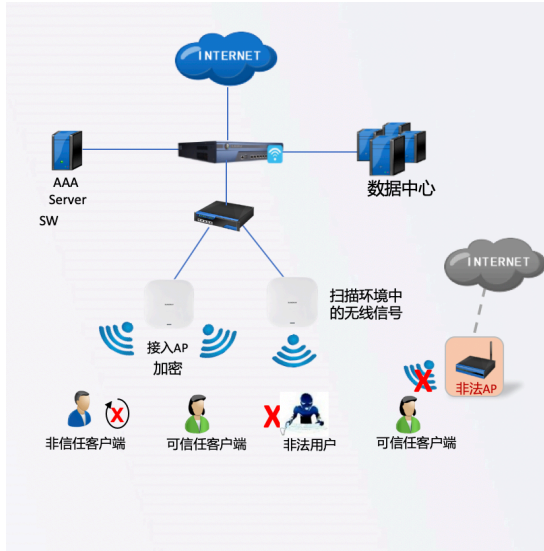 INTERNET
AAA
Server
SW
数据中心
INTERNET
扫描环境中
的无线信号
接入AP
加密
非法AP
非信任客户端
可信任客户端
非法用户
可信任客户端